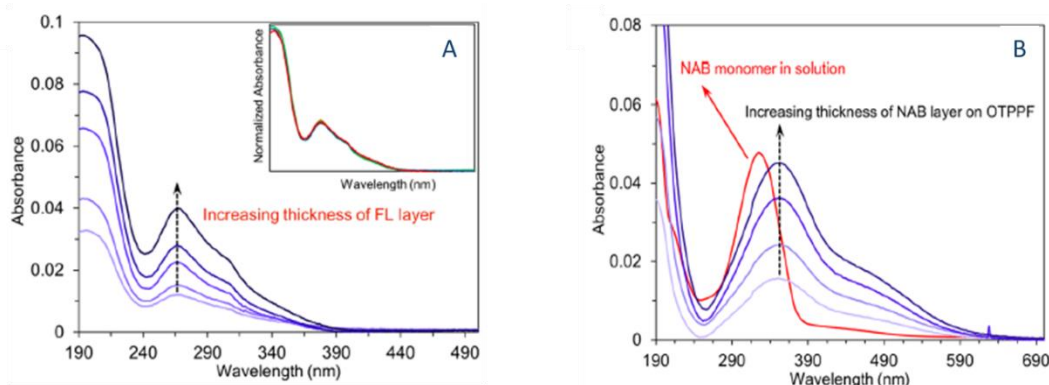 A
0.1
0.08
0.06
0.04
0.02
0
Absorbance
190
240
290
340
390
440
490
Wavelength (nm)
Increasing thickness of FL layer
Normalized Absorbance
Wavelength (nm)
B
0.08
0.06
0.04
0.02
0
Absorbance
NAB monomer in solution
Increasing thickness of NAB layer on OTPPF
190
290
390
490
590
690
Wavelength (nm)